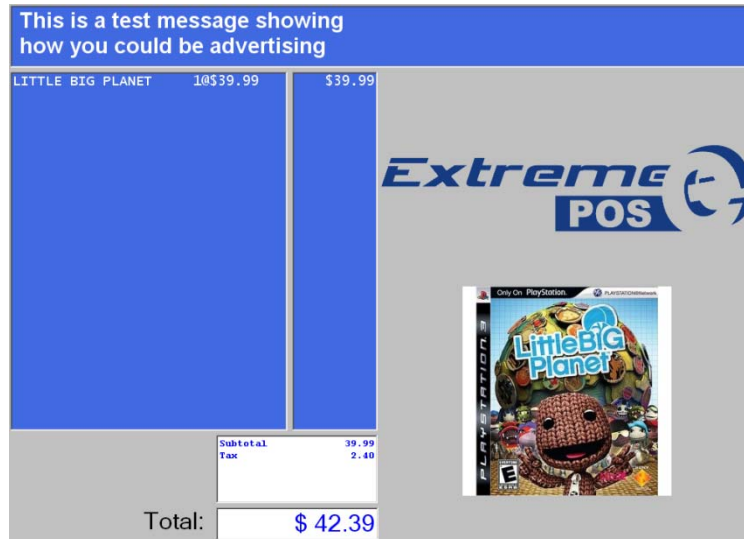 This is a test message showing
how you could be advertising
LITTLE BIG PLANET 1@$39.99 $39.99
Extreme
POS
Only On PlayStation. PLAYSTATION Network
PLAYSTATION 3
LittleBIG
Planet
E
Subtotal 39.99
Tax 2.40
Total: $ 42.39